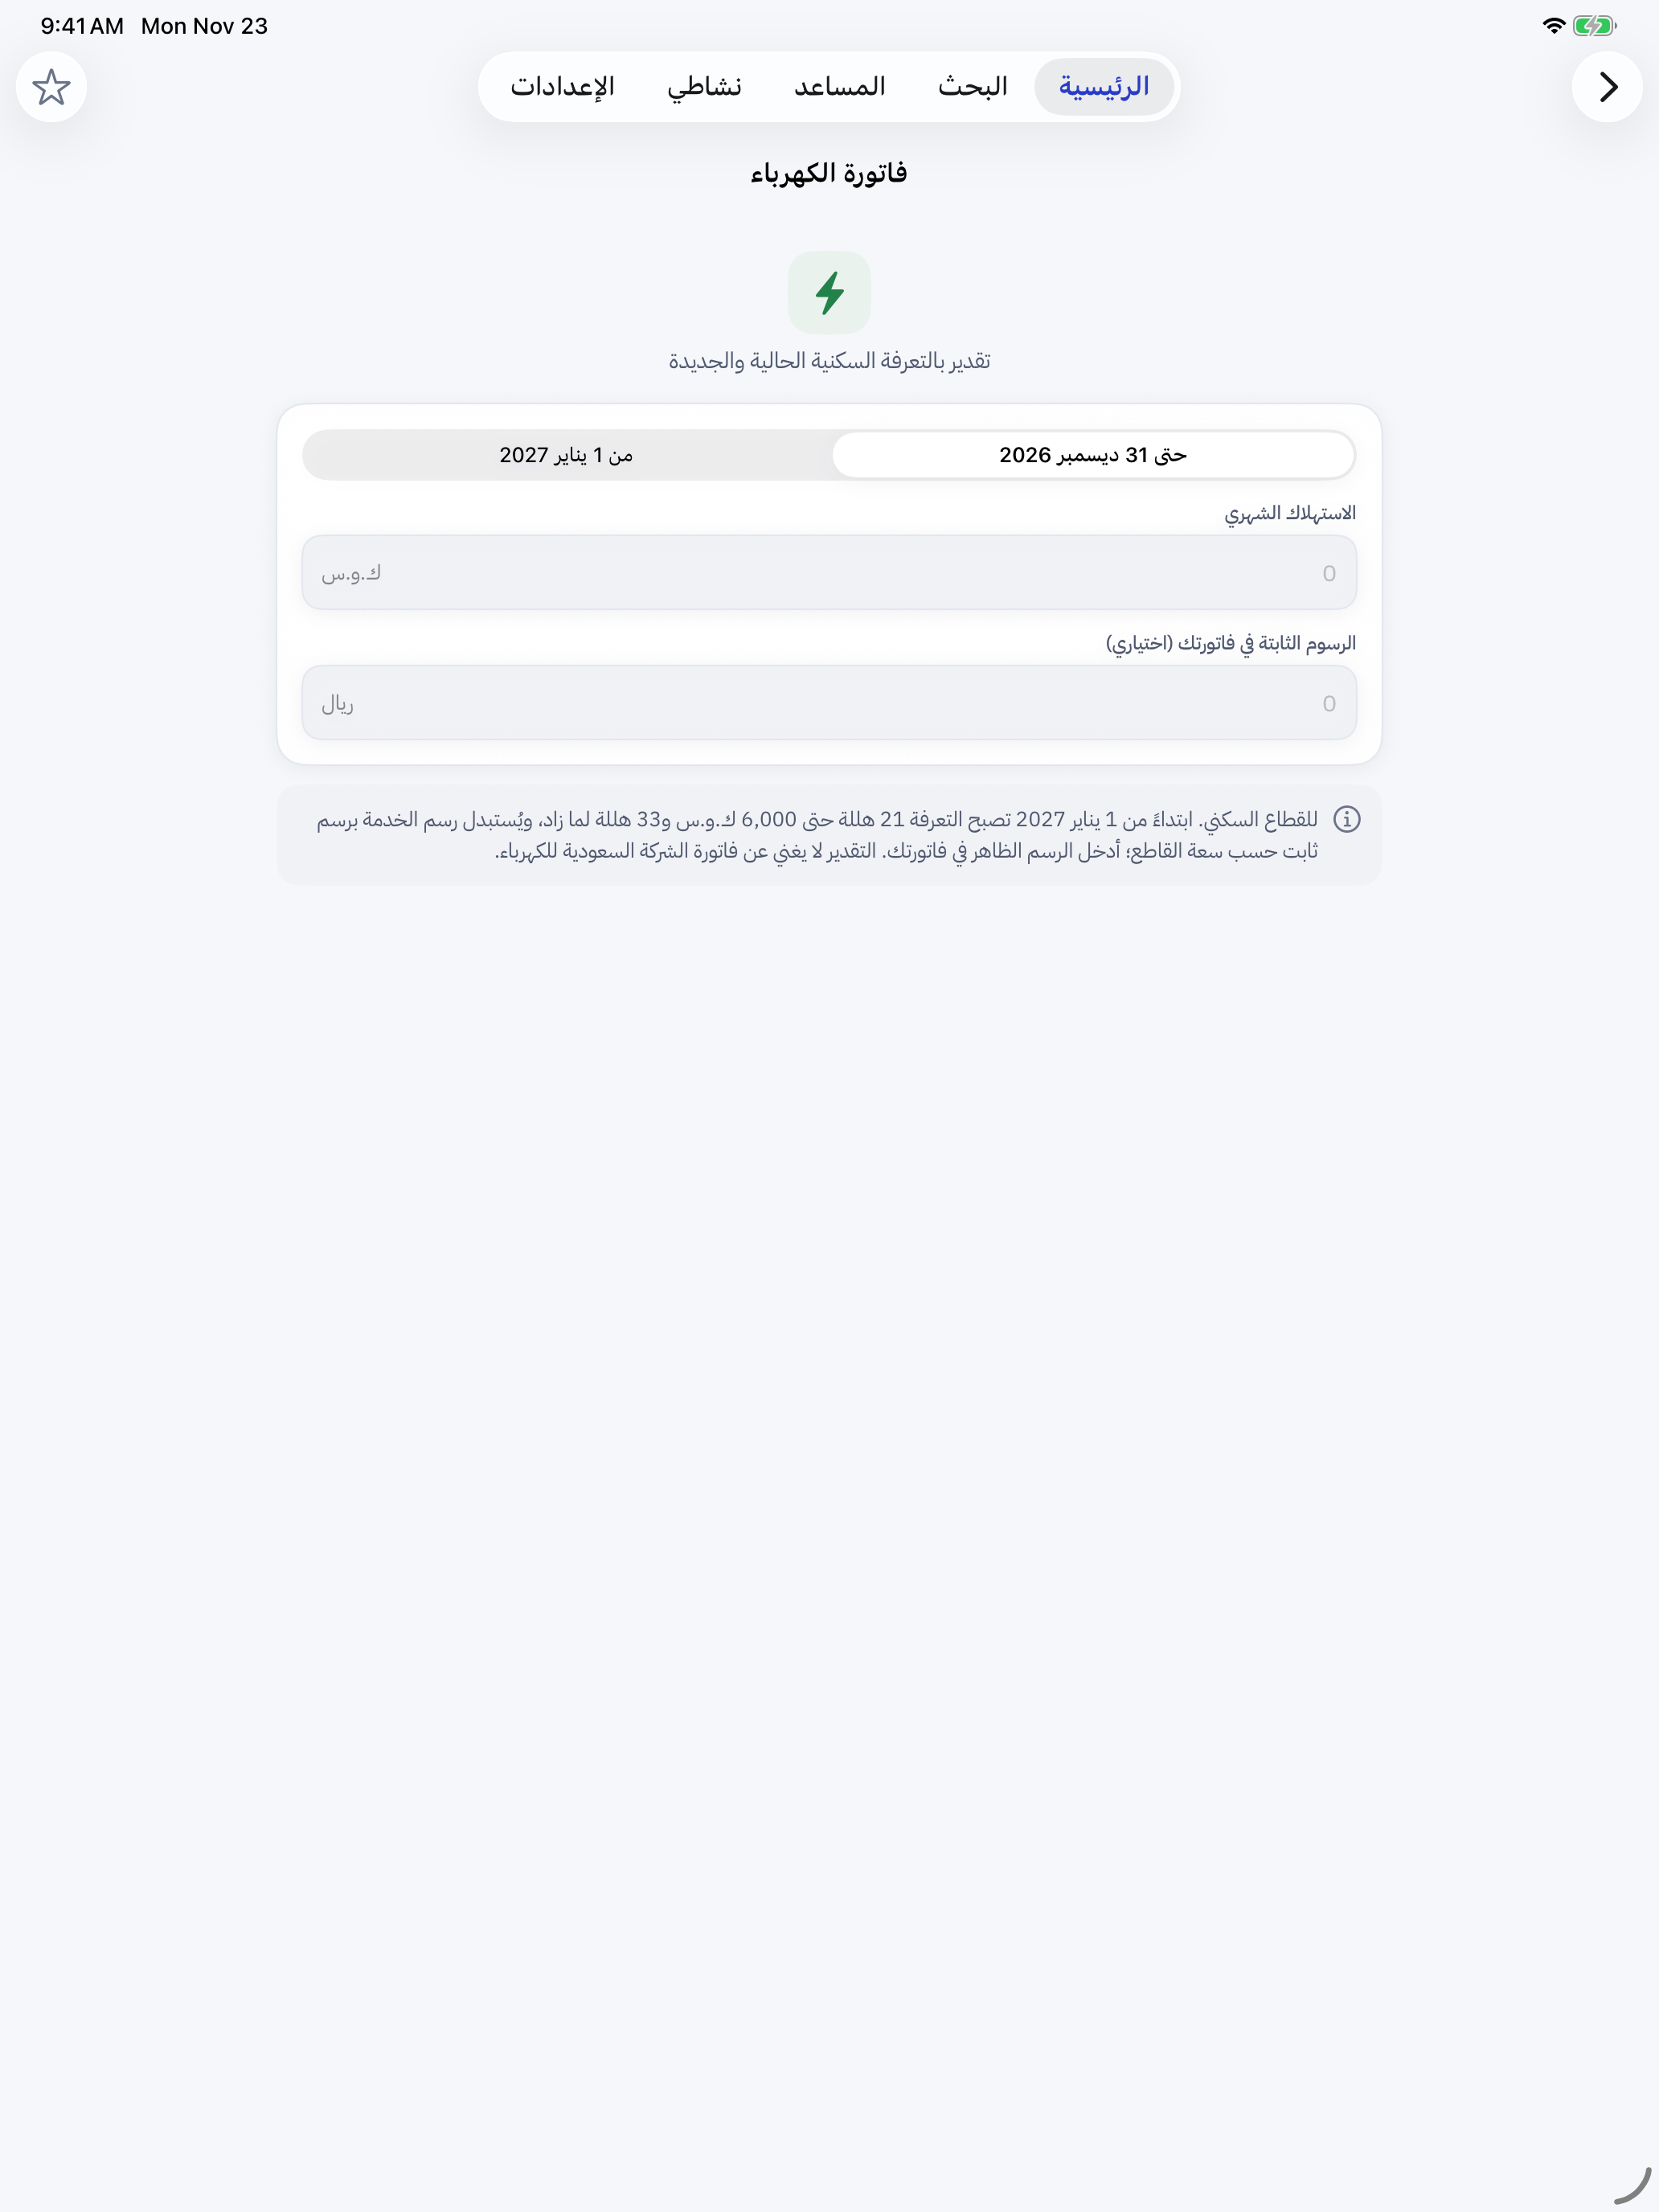 9:41 AM Mon Nov 23
الرئيسية البحث المساعد نشاطي الإعدادات
فاتورة الكهرباء
تقدير بالتعرفة السكنية الحالية والجديدة
حتى 31 ديسمبر 2026 من 1 يناير 2027
الاستهلاك الشهري
0 ك.و.س
الرسوم الثابتة في فاتورتك (اختياري)
0 ريال
للقطاع السكني. ابتداءً من 1 يناير 2027 تصبح التعرفة 21 هللة حتى 6,000 ك.و.س و33 هللة لما زاد، ويُستبدل رسم الخدمة برسم
ثابت حسب سعة القاطع؛ أدخل الرسم الظاهر في فاتورتك. التقدير لا يغني عن فاتورة الشركة السعودية للكهرباء.